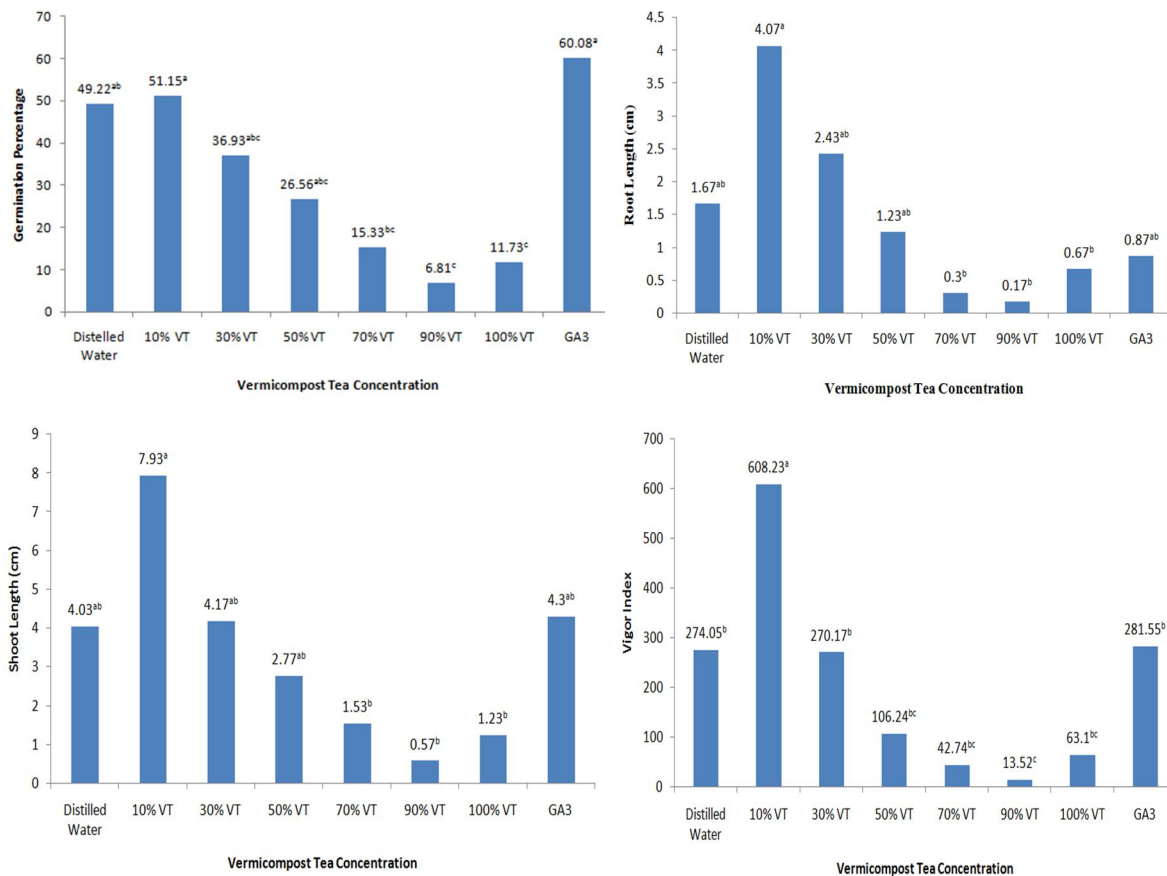 Germination Percentage
70
60
50
40
30
20
10
0
49.22ᵃᵇ
51.15ᵃ
36.93ᵃᵇᶜ
26.56ᵃᵇᶜ
15.33ᵇᶜ
6.81ᶜ
11.73ᶜ
60.08ᵃ
Distelled 10% VT 30% VT 50% VT 70% VT 90% VT 100% VT GA3
Water
Vermicompost Tea Concentration
Root Length (cm)
4.5
4
3.5
3
2.5
2
1.5
1
0.5
0
1.67ᵃᵇ
4.07ᵃ
2.43ᵃᵇ
1.23ᵃᵇ
0.3ᵇ
0.17ᵇ
0.67ᵇ
0.87ᵃᵇ
Distilled 10% VT 30% VT 50% VT 70% VT 90% VT 100% VT GA3
Water
Vermicompost Tea Concentration
Shoot Length (cm)
9
8
7
6
5
4
3
2
1
0
4.03ᵃᵇ
7.93ᵃ
4.17ᵃᵇ
2.77ᵃᵇ
1.53ᵇ
0.57ᵇ
1.23ᵇ
4.3ᵃᵇ
Distilled 10% VT 30% VT 50% VT 70% VT 90% VT 100% VT GA3
Water
Vermicompost Tea Concentration
Vigor Index
700
600
500
400
300
200
100
0
274.05ᵇ
608.23ᵃ
270.17ᵇ
106.24ᵇᶜ
42.74ᵇᶜ
13.52ᶜ
63.1ᵇᶜ
281.55ᵇ
Distilled 10% VT 30% VT 50% VT 70% VT 90% VT 100% VT GA3
Water
Vermicompost Tea Concentration